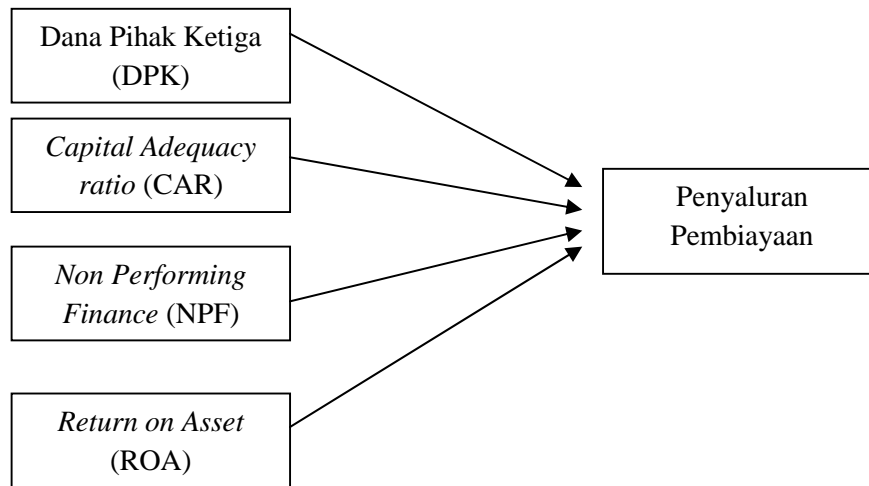 Dana Pihak Ketiga
(DPK)
Capital Adequacy
ratio (CAR)
Non Performing
Finance (NPF)
Return on Asset
(ROA)
Penyaluran
Pembiayaan